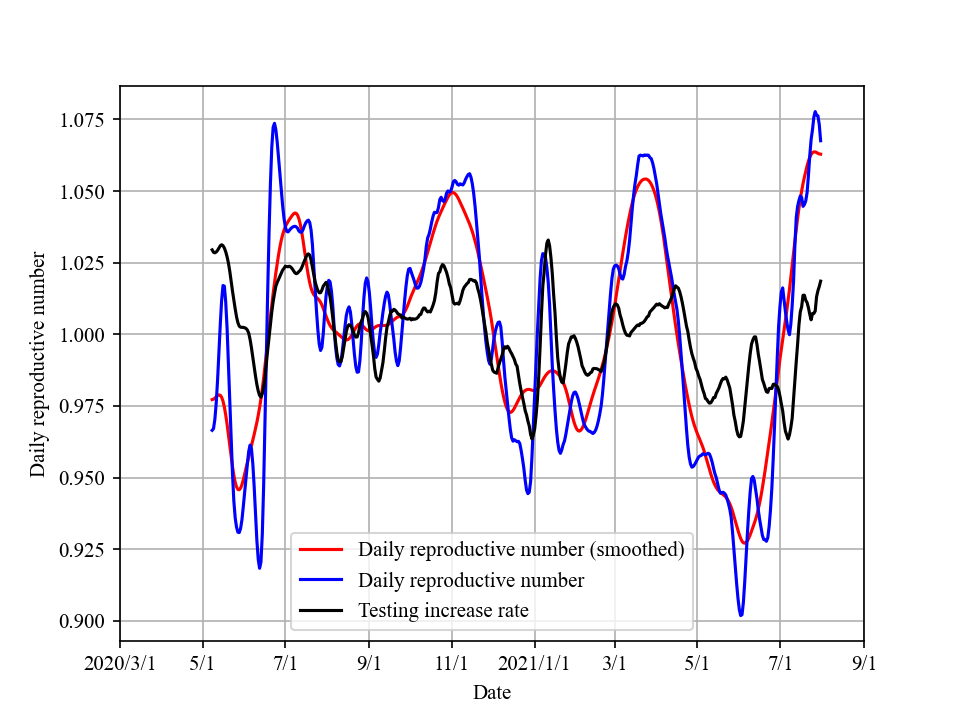 1.075
1.050
1.025
1.000
0.975
0.950
0.925
0.900
Daily reproductive number
Daily reproductive number (smoothed)
Daily reproductive number
Testing increase rate
2020/3/1 5/1 7/1 9/1 11/1 2021/1/1 3/1 5/1 7/1 9/1
Date